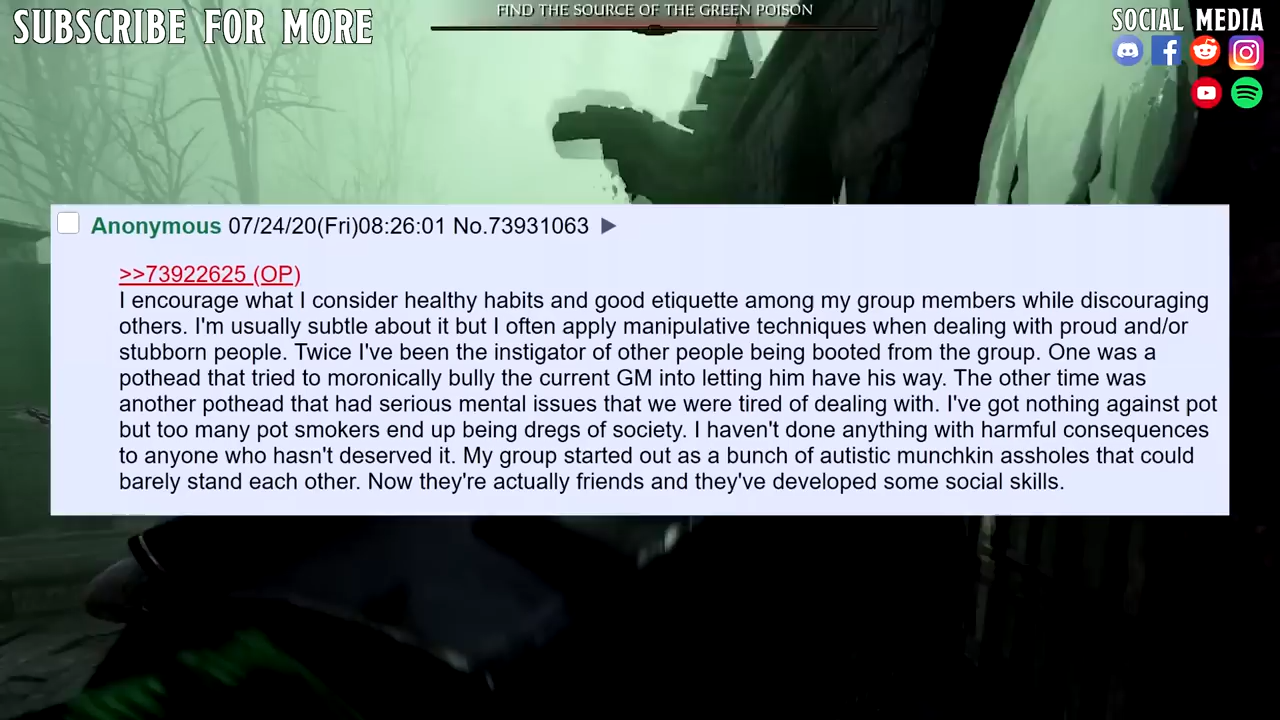 SUBSCRIBE FOR MORE
FIND THE SOURCE OF THE GREEN POISON
SOCIAL MEDIA
Anonymous 07/24/20(Fri)08:26:01 No.73931063 ▶
>>73922625 (OP)
I encourage what I consider healthy habits and good etiquette among my group members while discouraging
others. I'm usually subtle about it but I often apply manipulative techniques when dealing with proud and/or
stubborn people. Twice I've been the instigator of other people being booted from the group. One was a
pothead that tried to moronically bully the current GM into letting him have his way. The other time was
another pothead that had serious mental issues that we were tired of dealing with. I've got nothing against pot
but too many pot smokers end up being dregs of society. I haven't done anything with harmful consequences
to anyone who hasn't deserved it. My group started out as a bunch of autistic munchkin assholes that could
barely stand each other. Now they're actually friends and they've developed some social skills.